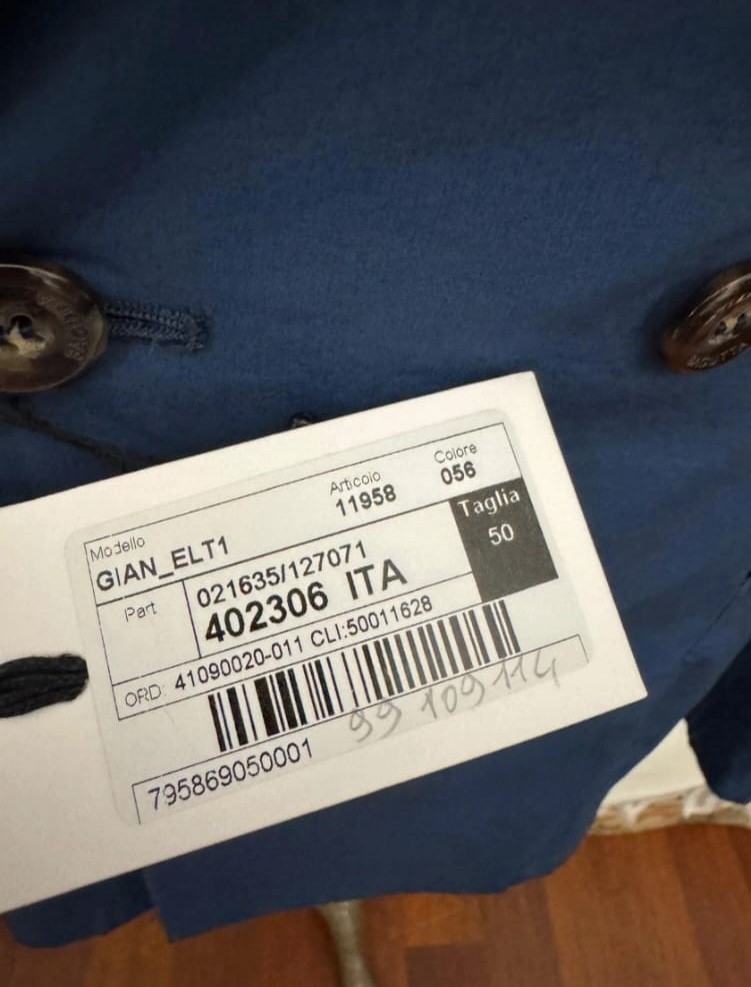 Modello
GIAN_ELT1
Articolo
11958
Colore
056
Taglia
50
Part
021635/127071
402306 ITA
ORD: 41090020-011 CLI:50011628
99 109 114
795869050001